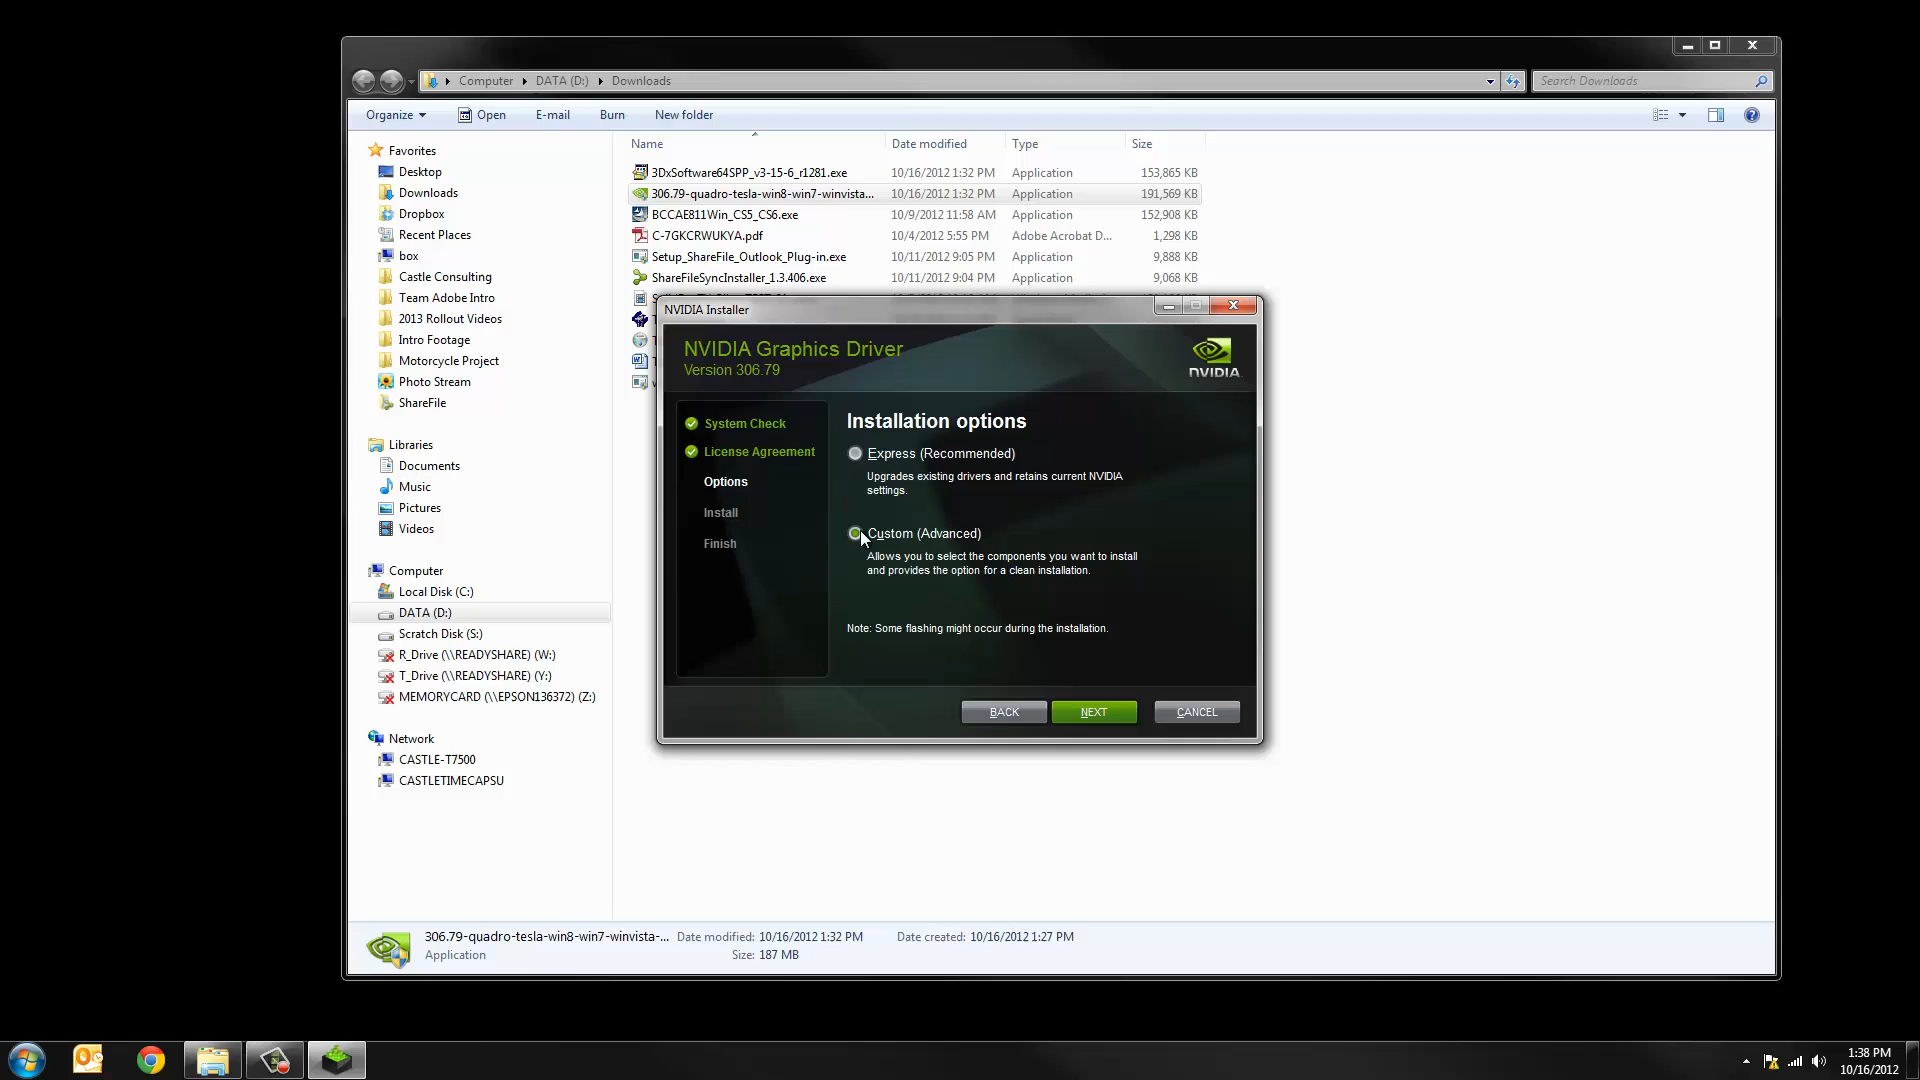 Computer
DATA (D:)
Downloads
Search Downloads
Organize
Open
E-mail
Burn
New folder
Name
Date modified
Type
Size
Favorites
Desktop
Downloads
Dropbox
Recent Places
box
Castle Consulting
Team Adobe Intro
2013 Rollout Videos
Intro Footage
Motorcycle Project
Photo Stream
ShareFile
Libraries
Documents
Music
Pictures
Videos
Computer
Local Disk (C:)
DATA (D:)
Scratch Disk (S:)
R_Drive (\\READYSHARE) (W:)
T_Drive (\\READYSHARE) (Y:)
MEMORYCARD (\\EPSON136372) (Z:)
Network
CASTLE-T7500
CASTLETIMECAPSU
3DxSoftware64SPP_v3-15-6_r1281.exe 10/16/2012 1:32 PM Application 153,865 KB
306.79-quadro-tesla-win8-win7-winvista... 10/16/2012 1:32 PM Application 191,569 KB
BCCAE811Win_CS5_CS6.exe 10/9/2012 11:58 AM Application 152,908 KB
C-7GKCRWUKYA.pdf 10/4/2012 5:55 PM Adobe Acrobat D... 1,298 KB
Setup_ShareFile_Outlook_Plug-in.exe 10/11/2012 9:05 PM Application 9,888 KB
ShareFileSyncInstaller_1.3.406.exe 10/11/2012 9:04 PM Application 9,068 KB
NVIDIA Installer
NVIDIA Graphics Driver
Version 306.79
NVIDIA.
System Check
License Agreement
Options
Install
Finish
Installation options
Express (Recommended)
Upgrades existing drivers and retains current NVIDIA
settings.
Custom (Advanced)
Allows you to select the components you want to install
and provides the option for a clean installation.
Note: Some flashing might occur during the installation.
BACK
NEXT
CANCEL
306.79-quadro-tesla-win8-win7-winvista-... Date modified: 10/16/2012 1:32 PM Date created: 10/16/2012 1:27 PM
Application Size: 187 MB
1:38 PM
10/16/2012